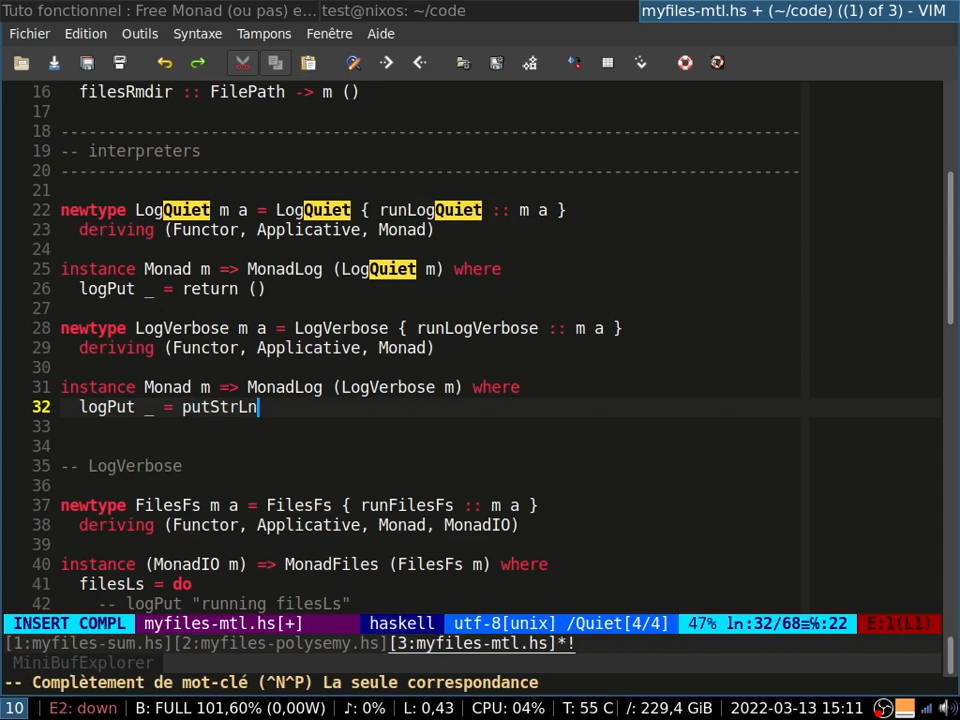 Tuto fonctionnel : Free Monad (ou pas) e… test@nixos: ~/code myfiles-mtl.hs + (~/code) ((1) of 3) - VIM
Fichier Edition Outils Syntaxe Tampons Fenêtre Aide
16 filesRmdir :: FilePath -> m ()
17
18 -------------------------------------------------------------------------------
19 -- interpreters
20 -------------------------------------------------------------------------------
21
22 newtype LogQuiet m a = LogQuiet { runLogQuiet :: m a }
23 deriving (Functor, Applicative, Monad)
24
25 instance Monad m => MonadLog (LogQuiet m) where
26 logPut _ = return ()
27
28 newtype LogVerbose m a = LogVerbose { runLogVerbose :: m a }
29 deriving (Functor, Applicative, Monad)
30
31 instance Monad m => MonadLog (LogVerbose m) where
32 logPut _ = putStrLn
33
34
35 -- LogVerbose
36
37 newtype FilesFs m a = FilesFs { runFilesFs :: m a }
38 deriving (Functor, Applicative, Monad, MonadIO)
39
40 instance (MonadIO m) => MonadFiles (FilesFs m) where
41 filesLs = do
42 -- logPut "running filesLs"
INSERT COMPL myfiles-mtl.hs[+] haskell utf-8[unix] /Quiet[4/4] 47% ln:32/68≡℅:22 E:1(L1)
[1:myfiles-sum.hs][2:myfiles-polysemy.hs][3:myfiles-mtl.hs]*!
MiniBufExplorer
-- Complètement de mot-clé (^N^P) La seule correspondance
10 E2: down B: FULL 101,60% (0,00W) ♪: 0% L: 0,43 CPU: 04% T: 55 C /: 229,4 GiB 2022-03-13 15:11